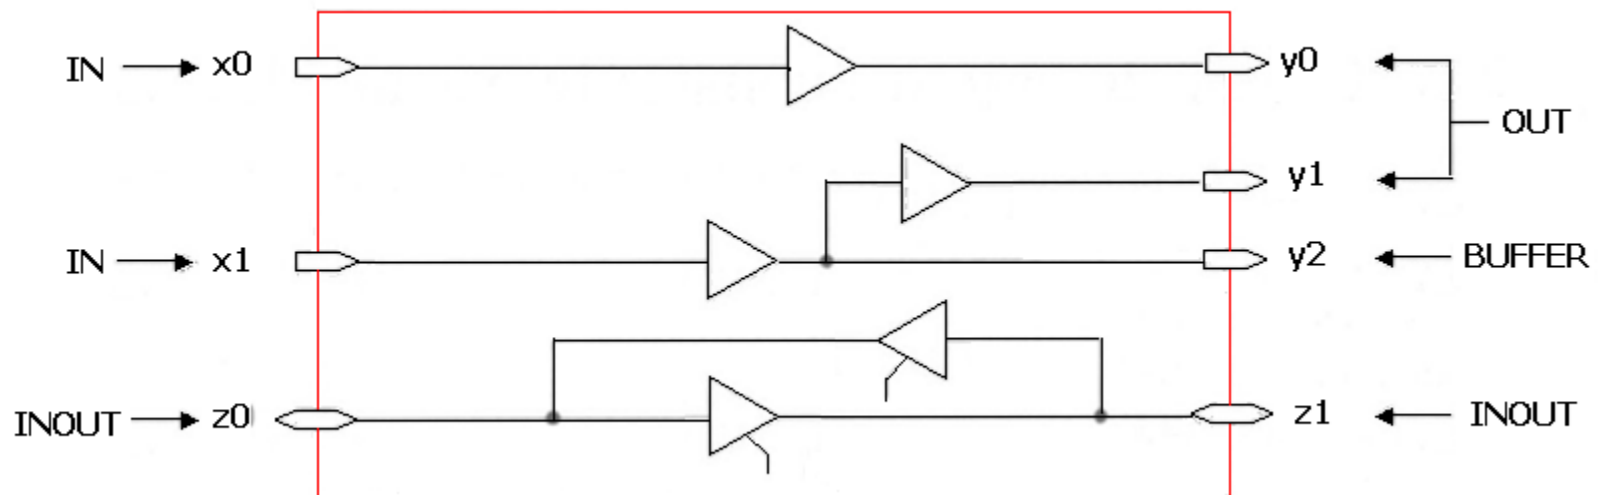 IN x0 y0
OUT
y1
IN x1 y2 BUFFER
INOUT z0 z1 INOUT